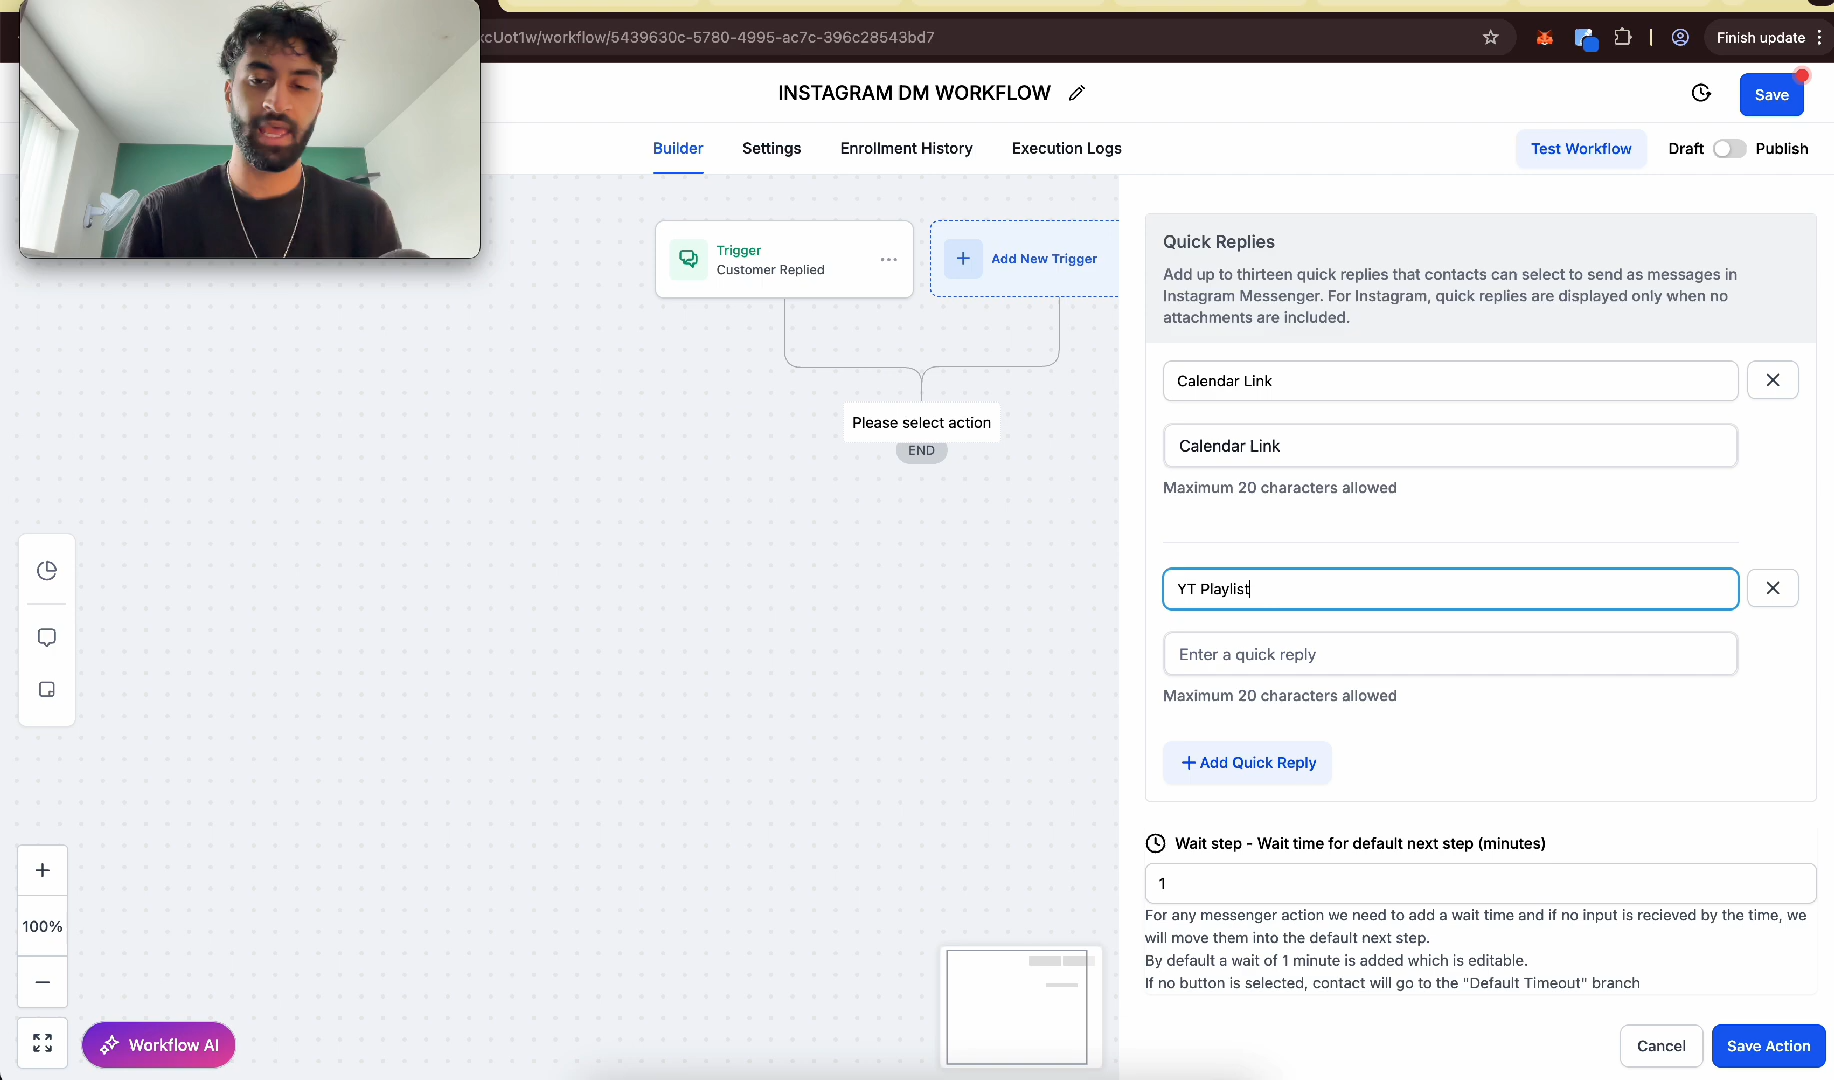 xcUot1w/workflow/5439630c-5780-4995-ac7c-396c28543bd7
Finish update
INSTAGRAM DM WORKFLOW
Save
Builder
Settings
Enrollment History
Execution Logs
Test Workflow
Draft
Publish
Trigger
Customer Replied
Add New Trigger
Please select action
END
Quick Replies
Add up to thirteen quick replies that contacts can select to send as messages in
Instagram Messenger. For Instagram, quick replies are displayed only when no
attachments are included.
Calendar Link
Calendar Link
Maximum 20 characters allowed
YT Playlist
Enter a quick reply
Maximum 20 characters allowed
+ Add Quick Reply
Wait step - Wait time for default next step (minutes)
1
For any messenger action we need to add a wait time and if no input is recieved by the time, we
will move them into the default next step.
By default a wait of 1 minute is added which is editable.
If no button is selected, contact will go to the "Default Timeout" branch
Cancel
Save Action
100%
Workflow AI